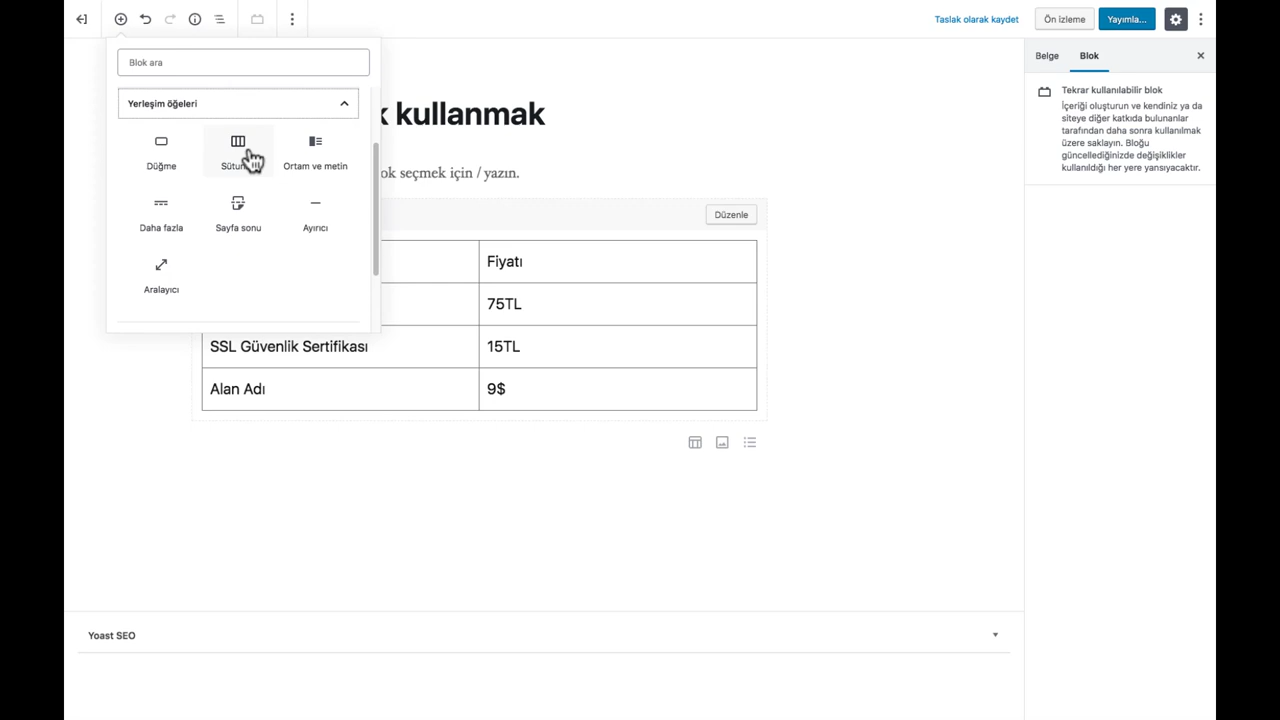 Taslak olarak kaydet
Ön izleme
Yayımla...
Blok ara
Belge
Blok
Yerleşim öğeleri
Düğme
Ortam ve metin
Daha fazla
Sayfa sonu
Ayırıcı
Aralayıcı
kullanmak
seçmek için / yazın.
Düzenle
Fiyatı
75TL
SSL Güvenlik Sertifikası
15TL
Alan Adı
9$
Tekrar kullanılabilir blok
İçeriği oluşturun ve kendiniz ya da
siteye diğer katkıda bulunanlar
tarafından daha sonra kullanılmak
üzere saklayın. Bloğu
güncellediğinizde değişiklikler
kullanıldığı her yere yansıyacaktır.
Yoast SEO